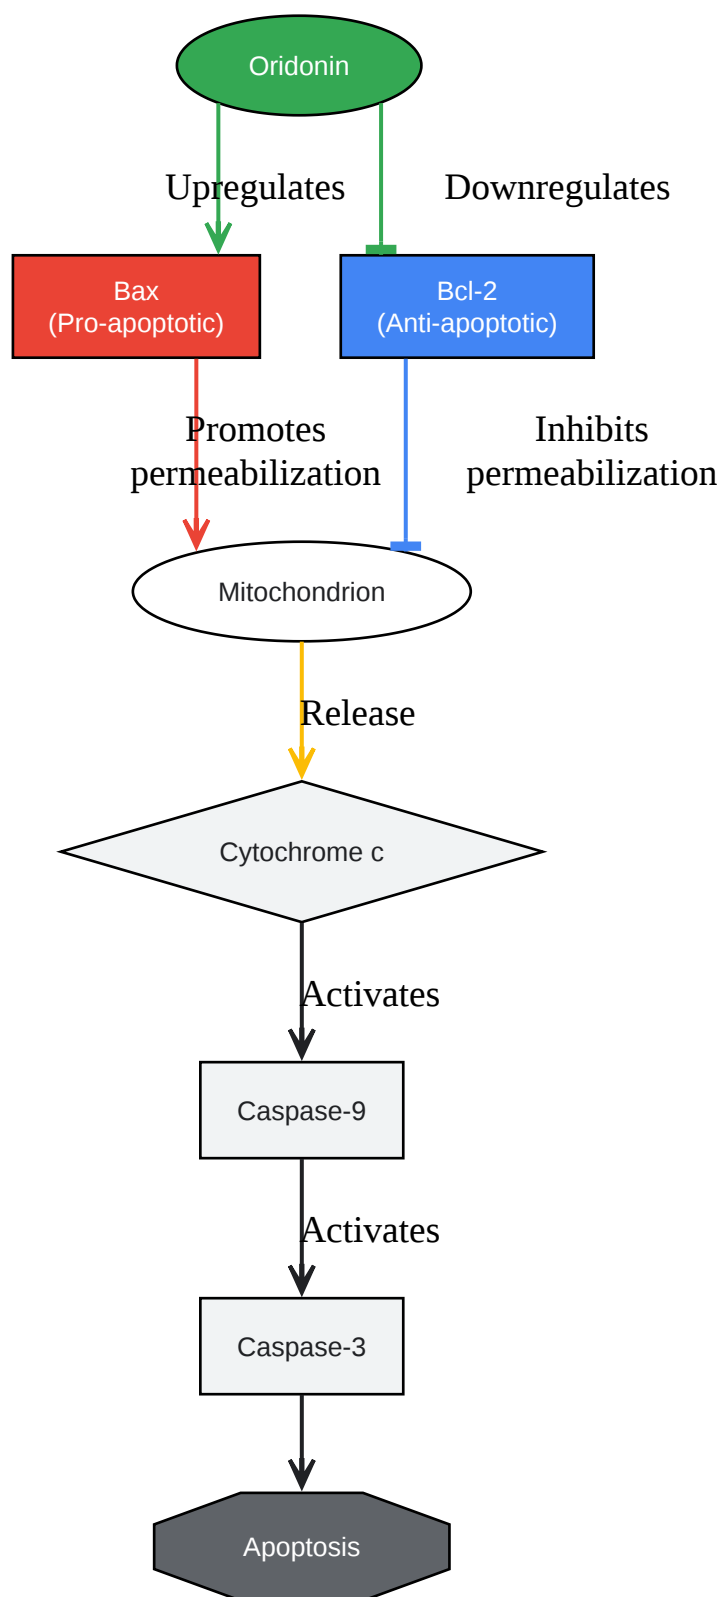 Oridonin
Upregulates
Downregulates
Bax
(Pro-apoptotic)
Bcl-2
(Anti-apoptotic)
Promotes
permeabilization
Inhibits
permeabilization
Mitochondrion
Release
Cytochrome c
Activates
Caspase-9
Activates
Caspase-3
Apoptosis